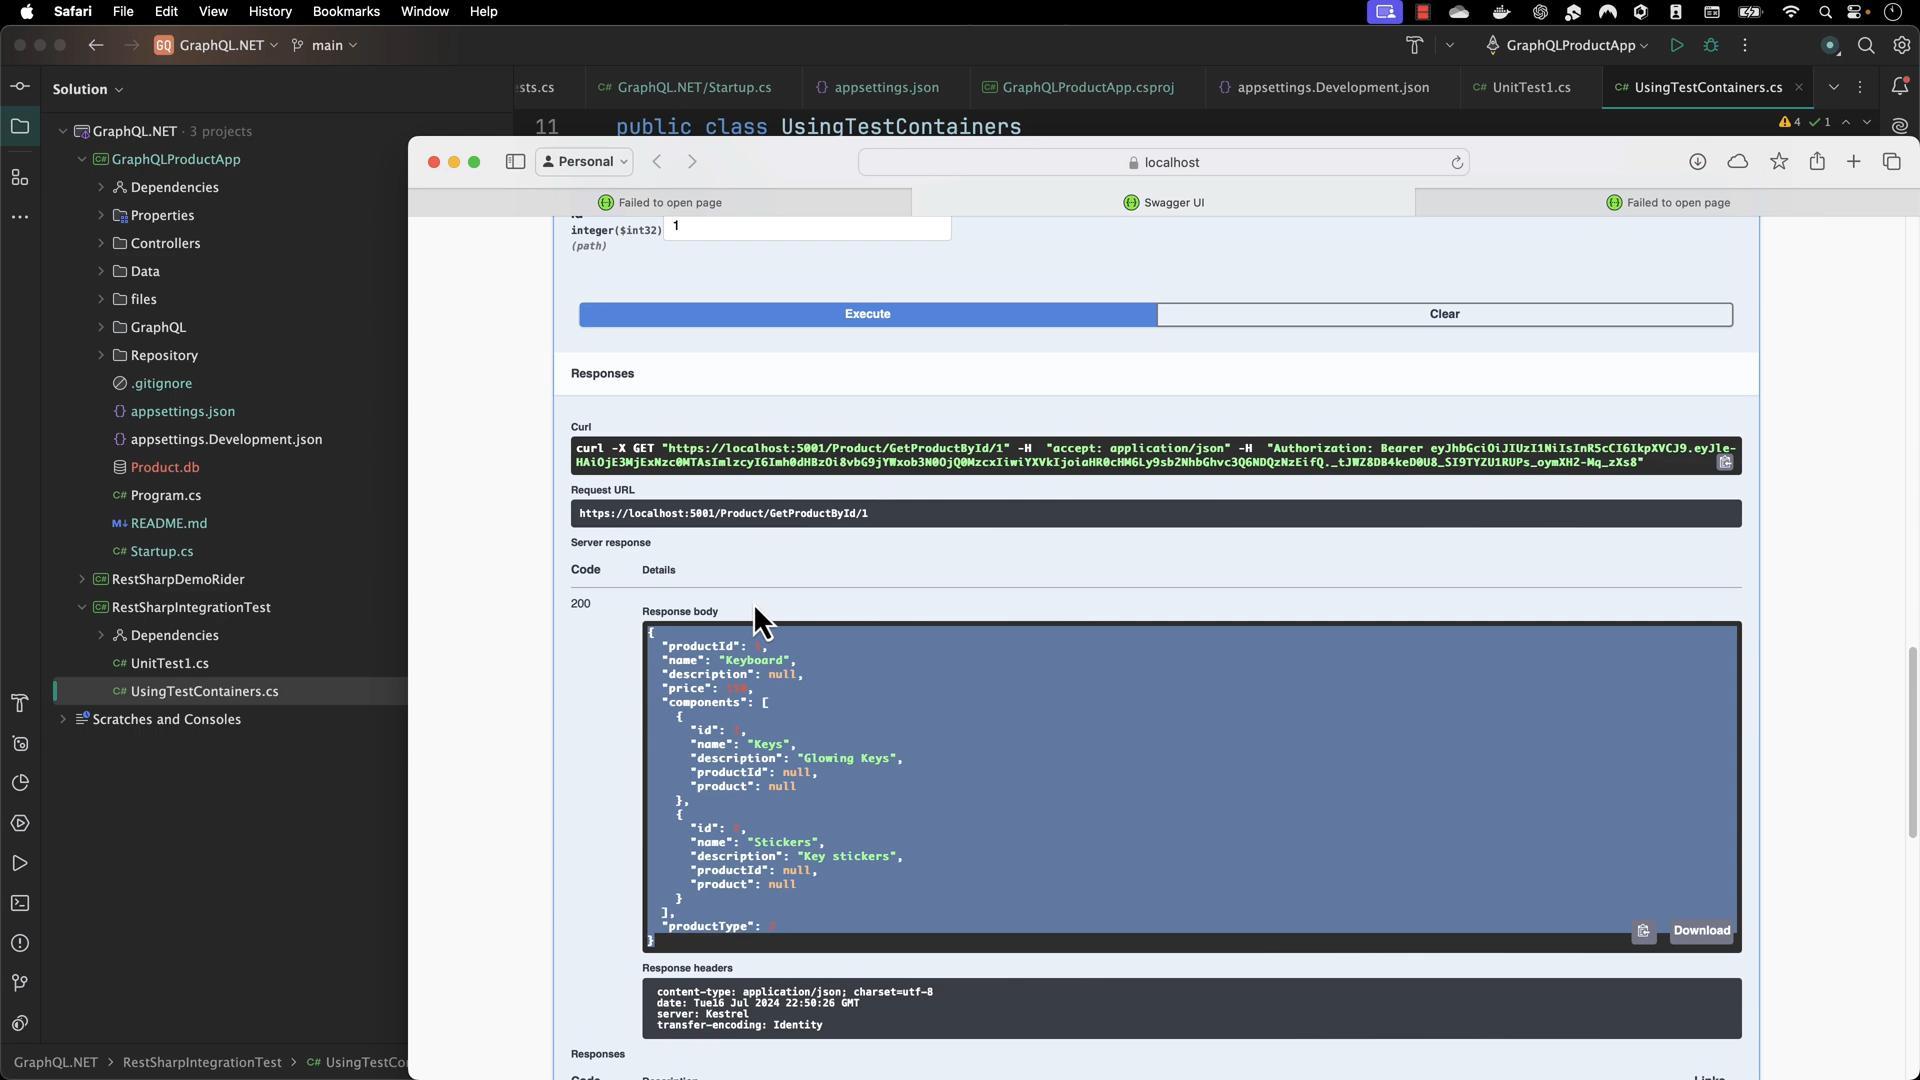 Safari File Edit View History Bookmarks Window Help
GQ GraphQL.NET main
GraphQLProductApp
Solution
sts.cs
C# GraphQL.NET/Startup.cs
{} appsettings.json
C# GraphQLProductApp.csproj
{} appsettings.Development.json
C# UnitTest1.cs
C# UsingTestContainers.cs
11 public class UsingTestContainers
4 1
GraphQL.NET · 3 projects
C# GraphQLProductApp
Dependencies
Properties
Controllers
Data
files
GraphQL
Repository
.gitignore
{} appsettings.json
{} appsettings.Development.json
Product.db
C# Program.cs
M↓ README.md
C# Startup.cs
C# RestSharpDemoRider
C# RestSharpIntegrationTest
Dependencies
C# UnitTest1.cs
C# UsingTestContainers.cs
Scratches and Consoles
GraphQL.NET > RestSharpIntegrationTest > C# UsingTestCo
Personal
localhost
Failed to open page
Swagger UI
Failed to open page
integer($int32)
1
(path)
Execute
Clear
Responses
Curl
curl -X GET "https://localhost:5001/Product/GetProductById/1" -H "accept: application/json" -H "Authorization: Bearer
Request URL
https://localhost:5001/Product/GetProductById/1
Server response
Code Details
200
Response body
{
"productId": ,
"name": "Keyboard",
"description": null,
"price": ,
"components": [
{
"id": ,
"name": "Keys",
"description": "Glowing Keys",
"productId": null,
"product": null
},
{
"id": ,
"name": "Stickers",
"description": "Key stickers",
"productId": null,
"product": null
}
],
"productType":
}
Download
Response headers
content-type: application/json; charset=utf-8
date: Tue16 Jul 2024 22:50:26 GMT
server: Kestrel
transfer-encoding: Identity
Responses